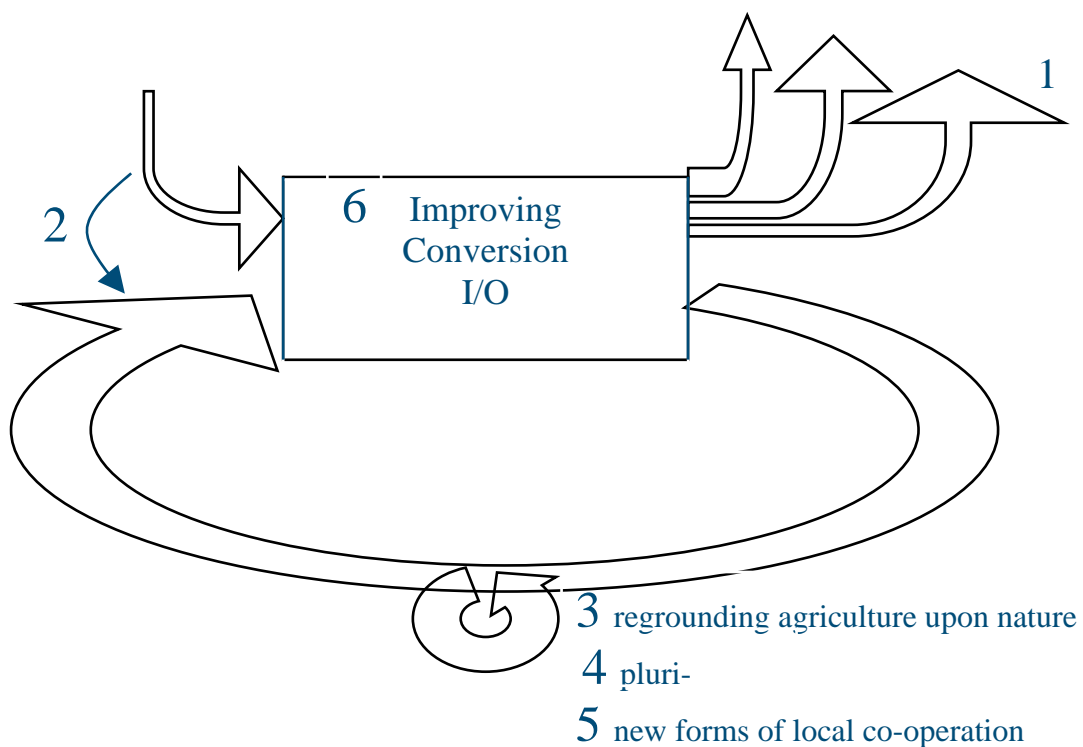 1
2
6 Improving
Conversion
I/O
3 regrounding agriculture upon nature
4 pluri-
5 new forms of local co-operation